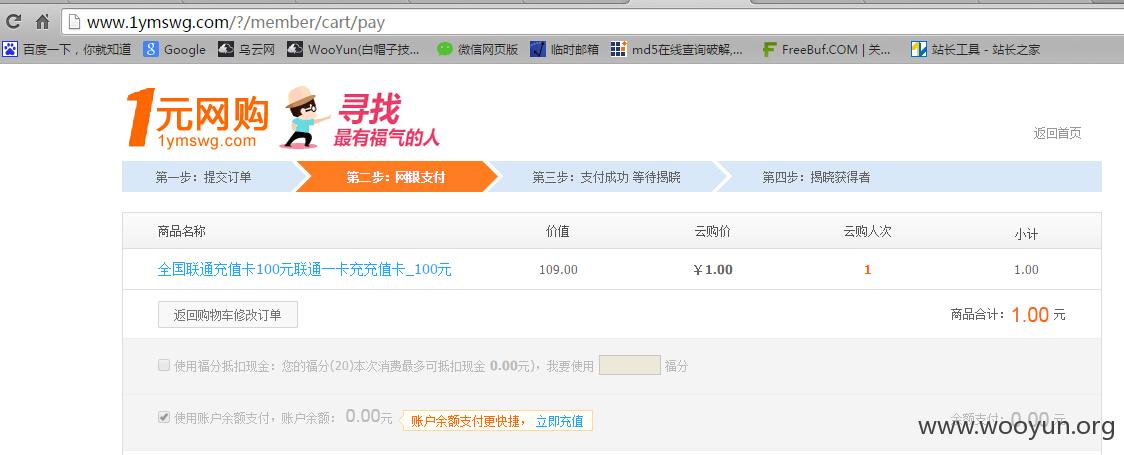 www.1ymswg.com/?/member/cart/pay
百度一下，你就知道 Google 乌云网 WooYun(白帽子技... 微信网页版 临时邮箱 md5在线查询破解,... FreeBuf.COM | 关... 站长工具 - 站长之家
1元网购
1ymswg.com
寻找
最有福气的人
返回首页
第一步：提交订单 第二步：网银支付 第三步：支付成功 等待揭晓 第四步：揭晓获得者
商品名称 价值 云购价 云购人次 小计
全国联通充值卡100元联通一卡充充值卡_100元 109.00 ￥1.00 1 1.00
返回购物车修改订单 商品合计：1.00 元
使用福分抵扣现金：您的福分(20)本次消费最多可抵扣现金 0.00元)，我要使用 福分
使用账户余额支付，账户余额： 0.00元 账户余额支付更快捷， 立即充值 余额支付：0.00 元
www.wooyun.org